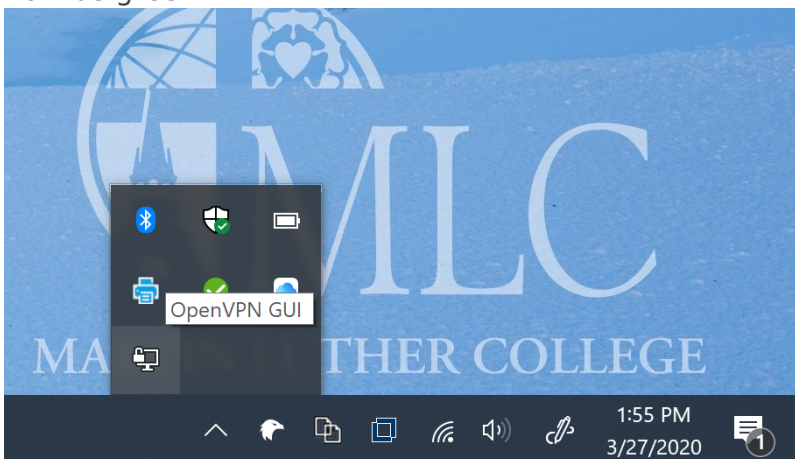 MLC
OpenVPN GUI
MA THER COLLEGE
1:55 PM
3/27/2020
1